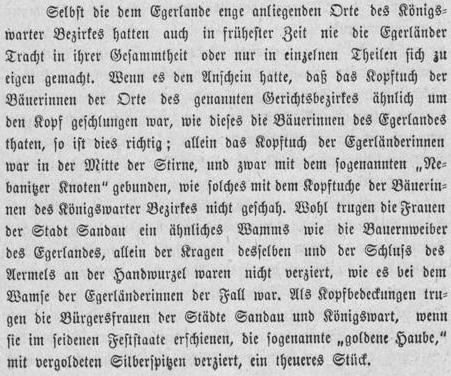 Selbst die dem Egerlande enge anliegenden Orte des Königs-
warter Bezirkes hatten auch in frühester Zeit nie die Egerländer
Tracht in ihrer Gesammtheit oder nur in einzelnen Theilen sich zu
eigen gemacht. Wenn es den Anschein hatte, daß das Kopftuch der
Bäuerinnen der Orte des genannten Gerichtsbezirkes ähnlich um
den Kopf geschlungen war, wie dieses die Bäuerinnen des Egerlandes
thaten, so ist dies richtig; allein das Kopftuch der Egerländerinnen
war in der Mitte der Stirne, und zwar mit dem sogenannten „Ne-
banitzer Knoten“ gebunden, wie solches mit dem Kopftuche der Bäuerin-
nen des Königswarter Bezirkes nicht geschah. Wohl trugen die Frauen
der Stadt Sandau ein ähnliches Wamms wie die Bauernweiber
des Egerlandes, allein der Kragen desselben und der Schluss des
Aermels an der Handwurzel waren nicht verziert, wie es bei dem
Wamse der Egerländerinnen der Fall war. Als Kopfbedeckungen tru-
gen die Bürgersfrauen der Städte Sandau und Königswart, wenn
sie im seidenen Feststaate erschienen, die sogenannte „goldene Haube,“
mit vergoldeten Silberspitzen verziert, ein theueres Stück.